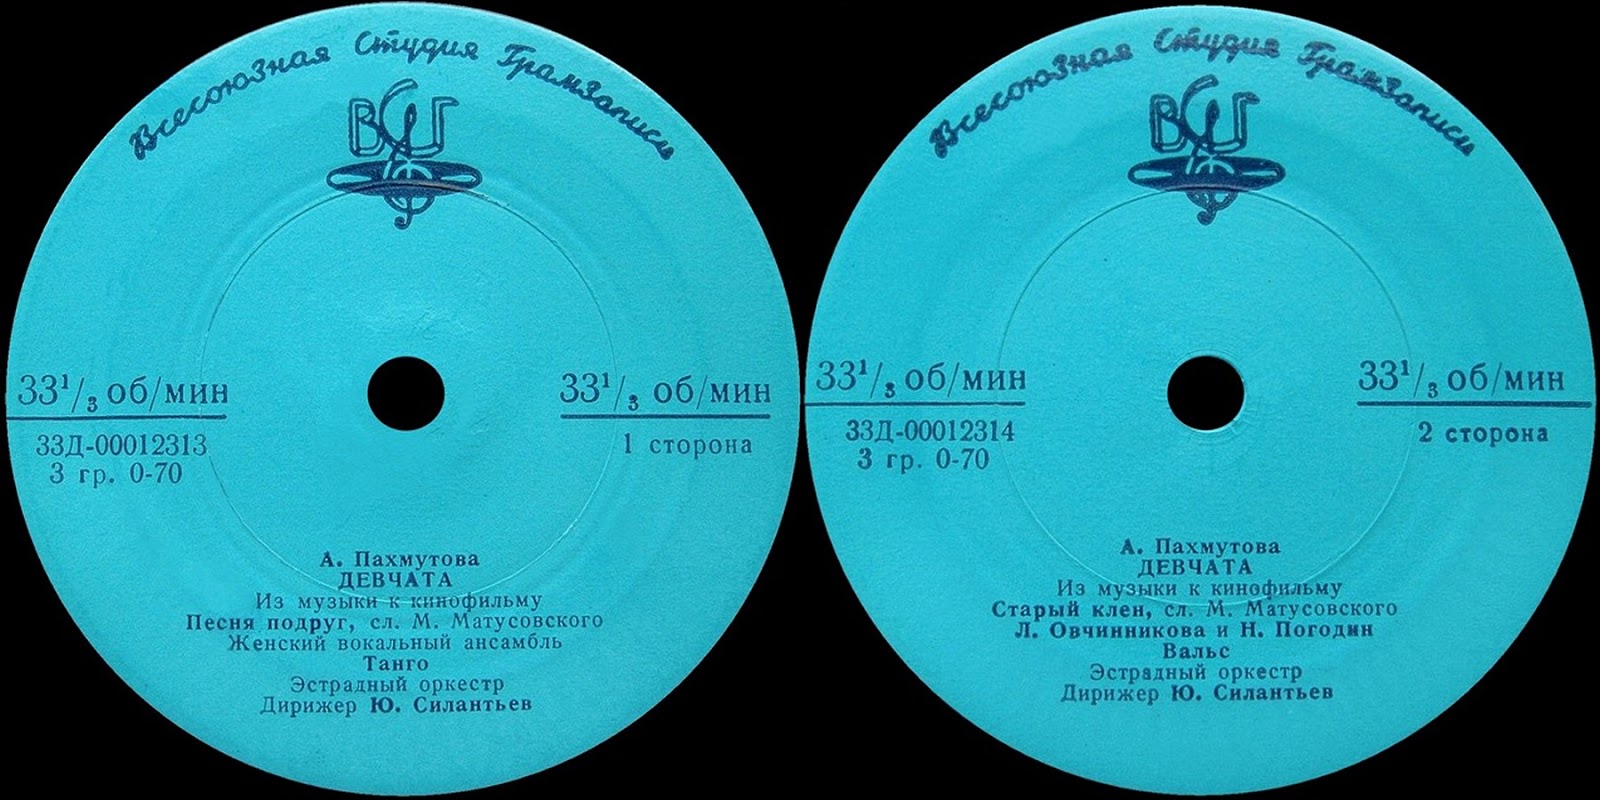 Всесоюзная Студия Грамзаписи
ВСГ
33¹/₃ об/мин
33¹/₃ об/мин
33Д-00012313
3 гр. 0-70
1 сторона
А. Пахмутова
ДЕВЧАТА
Из музыки к кинофильму
Песня подруг, сл. М. Матусовского
Женский вокальный ансамбль
Танго
Эстрадный оркестр
Дирижер Ю. Силантьев
Всесоюзная Студия Грамзаписи
ВСГ
33¹/₃ об/мин
33¹/₃ об/мин
33Д-00012314
3 гр. 0-70
2 сторона
А. Пахмутова
ДЕВЧАТА
Из музыки к кинофильму
Старый клен, сл. М. Матусовского
Л. Овчинникова и Н. Погодин
Вальс
Эстрадный оркестр
Дирижер Ю. Силантьев